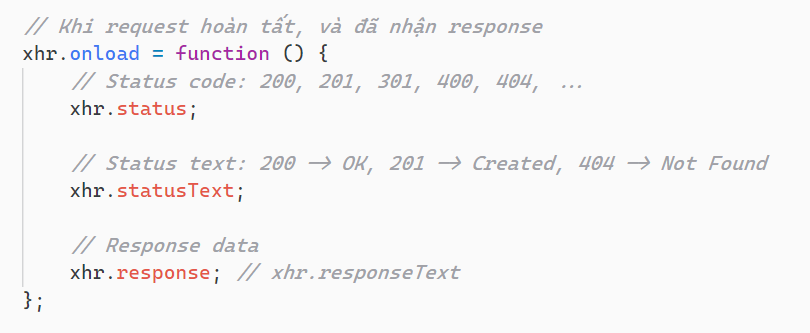 // Khi request hoàn tất, và đã nhận response
xhr.onload = function () {
// Status code: 200, 201, 301, 400, 404, ...
xhr.status;
// Status text: 200 -> OK, 201 -> Created, 404 -> Not Found
xhr.statusText;
// Response data
xhr.response; // xhr.responseText
};